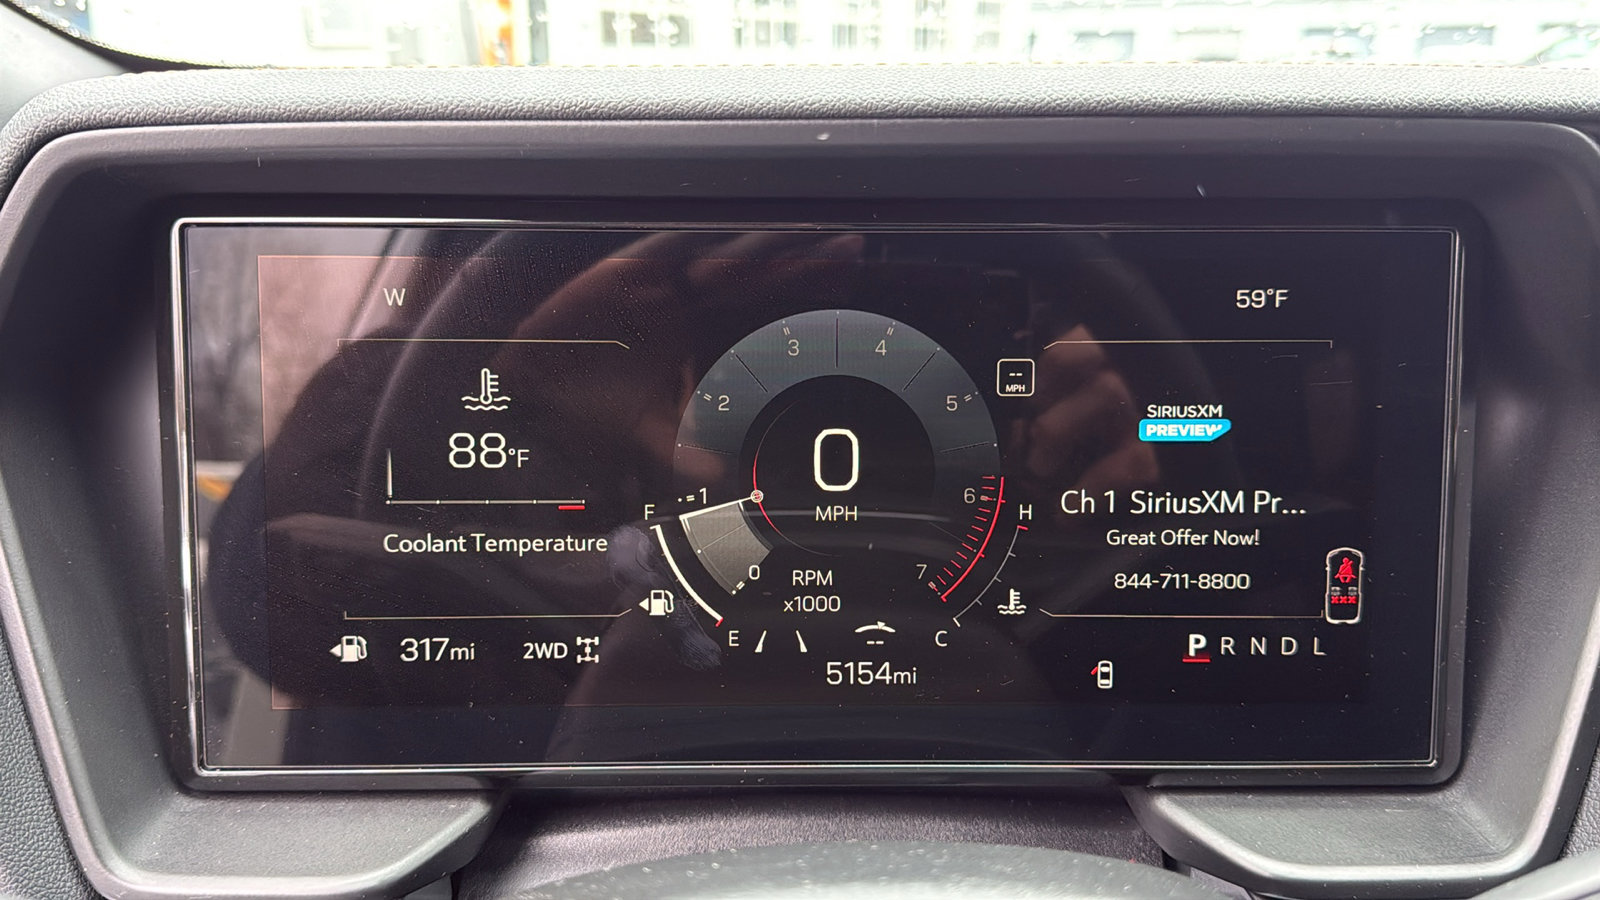 W
59°F
3
4
2
5
--
MPH
88°F
0
MPH
1
6
F
H
Coolant Temperature
0
7
RPM
x1000
SIRIUSXM
PREVIEW
Ch 1 SiriusXM Pr...
Great Offer Now!
844-711-8800
317mi
2WD
E
--
C
5154mi
P R N D L